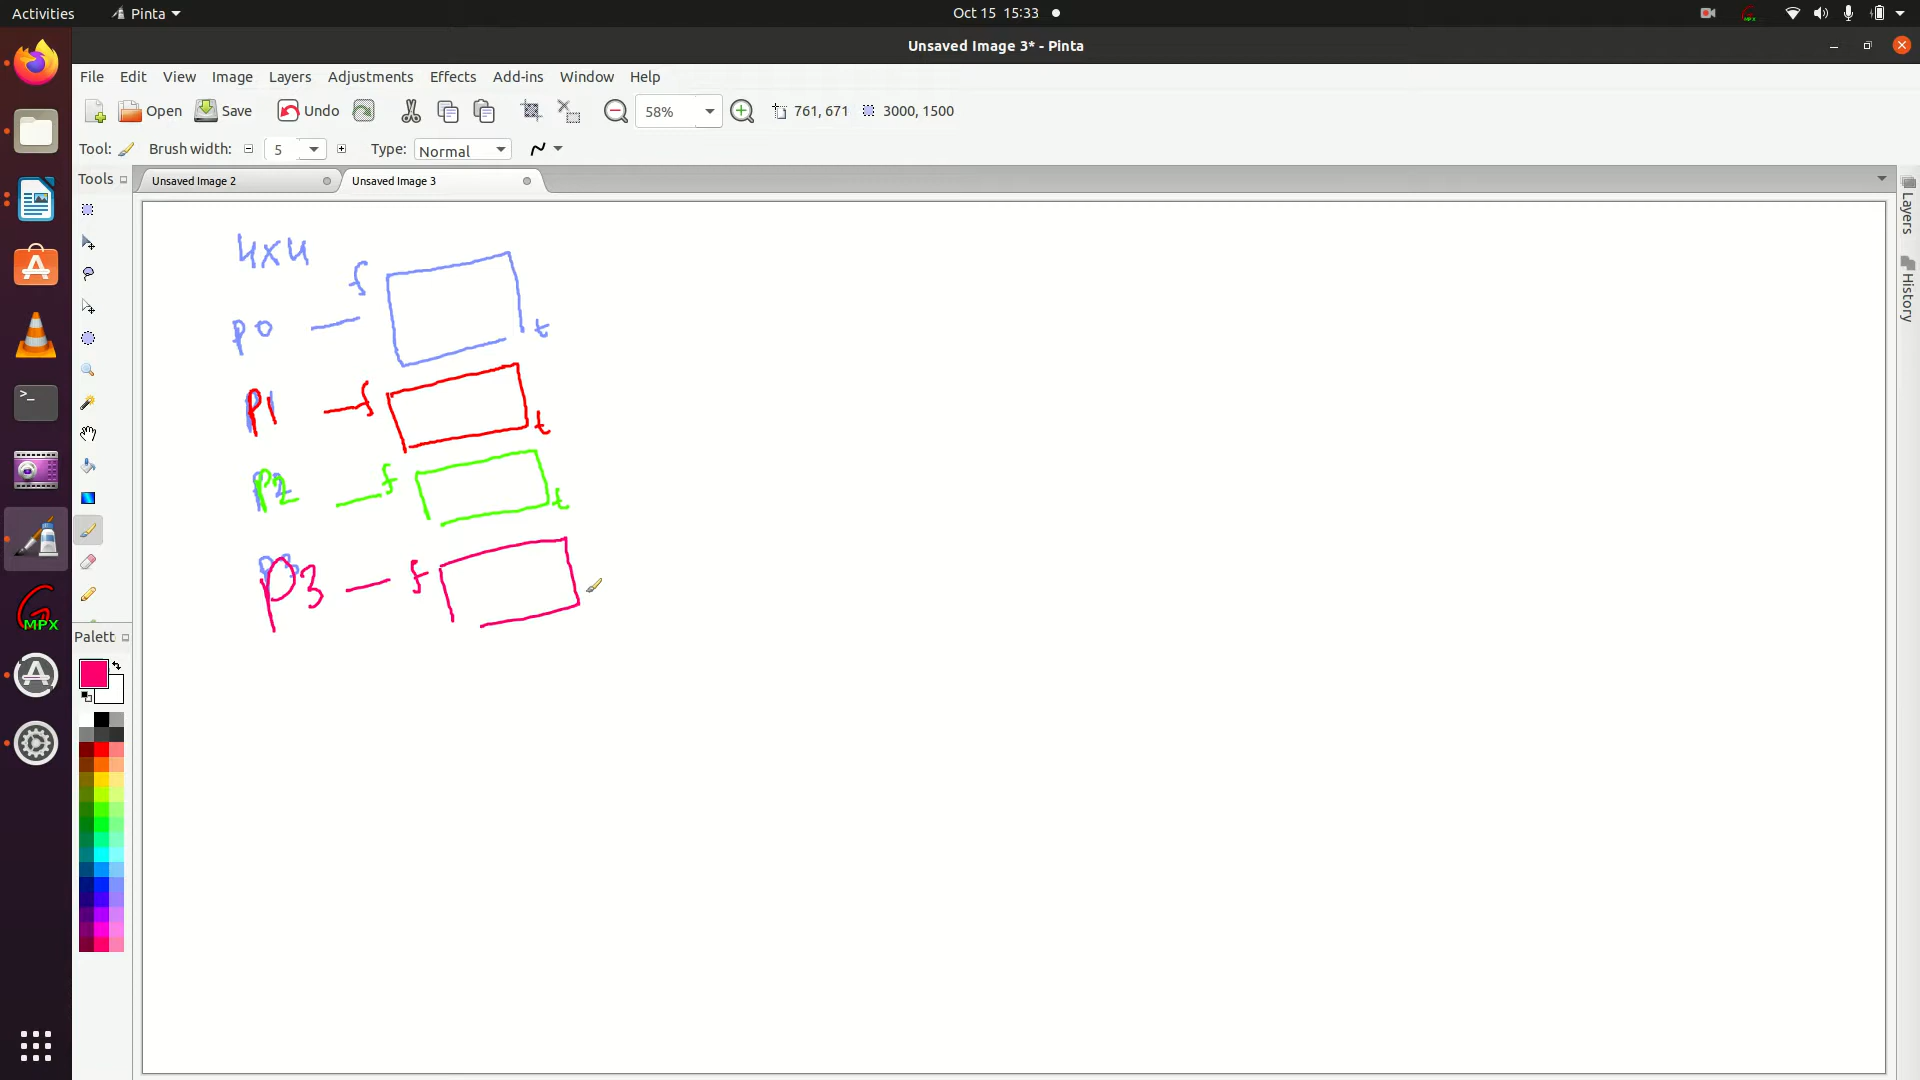 Activities Pinta Oct 15 15:33
Unsaved Image 3* - Pinta
File Edit View Image Layers Adjustments Effects Add-ins Window Help
Open Save Undo 58% 761, 671 3000, 1500
Tool: Brush width: 5 Type: Normal
Tools Unsaved Image 2 Unsaved Image 3
Layers
History
4x4
f
p0 — t
p1 — f t
p2 — f t
p3 — f
MPX
Palett